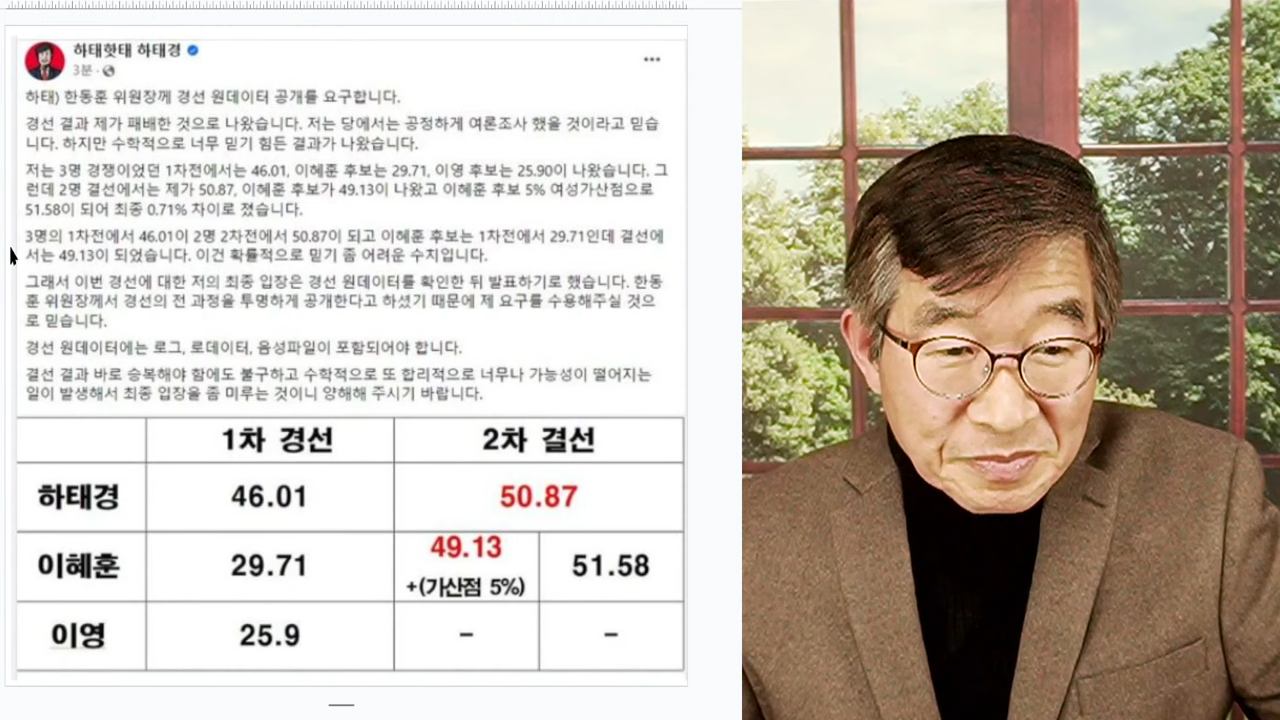 하태핫태 하태경
3분
하태) 한동훈 위원장께 경선 원데이터 공개를 요구합니다.
경선 결과 제가 패배한 것으로 나왔습니다. 저는 당에서는 공정하게 여론조사 했을 것이라고 믿습
니다. 하지만 수학적으로 너무 믿기 힘든 결과가 나왔습니다.
저는 3명 경쟁이었던 1차전에서는 46.01, 이혜훈 후보는 29.71, 이영 후보는 25.90이 나왔습니다. 그
런데 2명 결선에서는 제가 50.87, 이혜훈 후보가 49.13이 나왔고 이혜훈 후보 5% 여성가산점으로
51.58이 되어 최종 0.71% 차이로 졌습니다.
3명의 1차전에서 46.01이 2명 2차전에서 50.87이 되고 이혜훈 후보는 1차전에서 29.71인데 결선에
서는 49.13이 되었습니다. 이건 확률적으로 믿기 좀 어려운 수치입니다.
그래서 이번 경선에 대한 저의 최종 입장은 경선 원데이터를 확인한 뒤 발표하기로 했습니다. 한동
훈 위원장께서 경선의 전 과정을 투명하게 공개한다고 하셨기 때문에 제 요구를 수용해주실 것으
로 믿습니다.
경선 원데이터에는 로그, 로데이터, 음성파일이 포함되어야 합니다.
결선 결과 바로 승복해야 함에도 불구하고 수학적으로 또 합리적으로 너무나 가능성이 떨어지는
일이 발생해서 최종 입장을 좀 미루는 것이니 양해해 주시기 바랍니다.
1차 경선 2차 결선
하태경 46.01 50.87
이혜훈 29.71 49.13 +(가산점 5%) 51.58
이영 25.9 – –